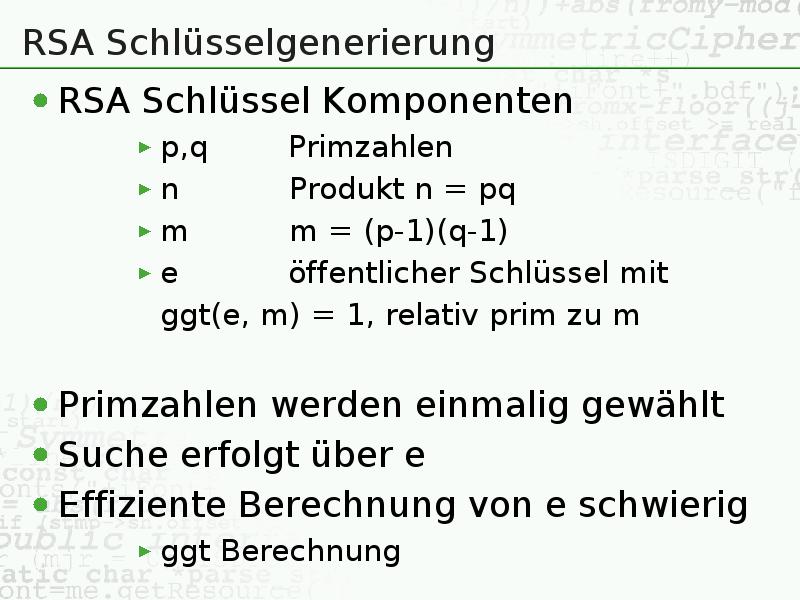 RSA Schlüsselgenerierung
RSA Schlüssel Komponenten
p,q Primzahlen
n Produkt n = pq
m m = (p-1)(q-1)
e öffentlicher Schlüssel mit
ggt(e, m) = 1, relativ prim zu m
Primzahlen werden einmalig gewählt
Suche erfolgt über e
Effiziente Berechnung von e schwierig
ggt Berechnung